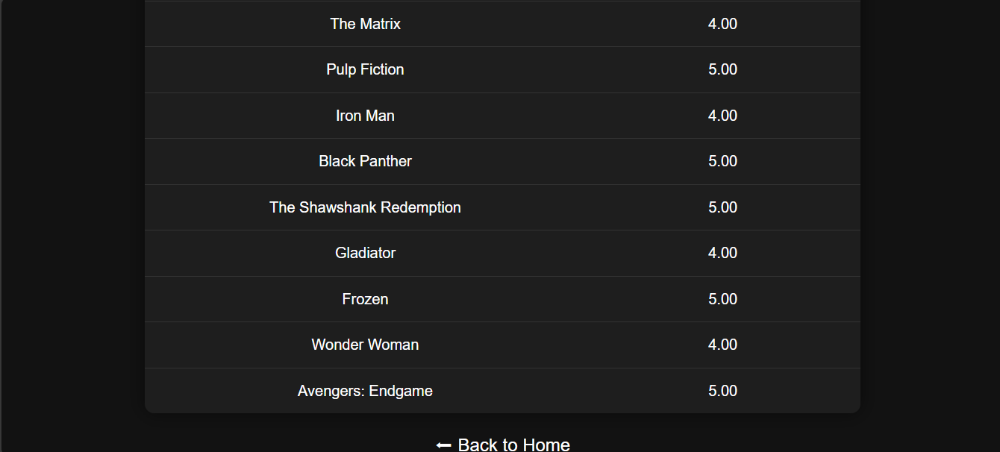 The Matrix 4.00
Pulp Fiction 5.00
Iron Man 4.00
Black Panther 5.00
The Shawshank Redemption 5.00
Gladiator 4.00
Frozen 5.00
Wonder Woman 4.00
Avengers: Endgame 5.00
⬅ Back to Home